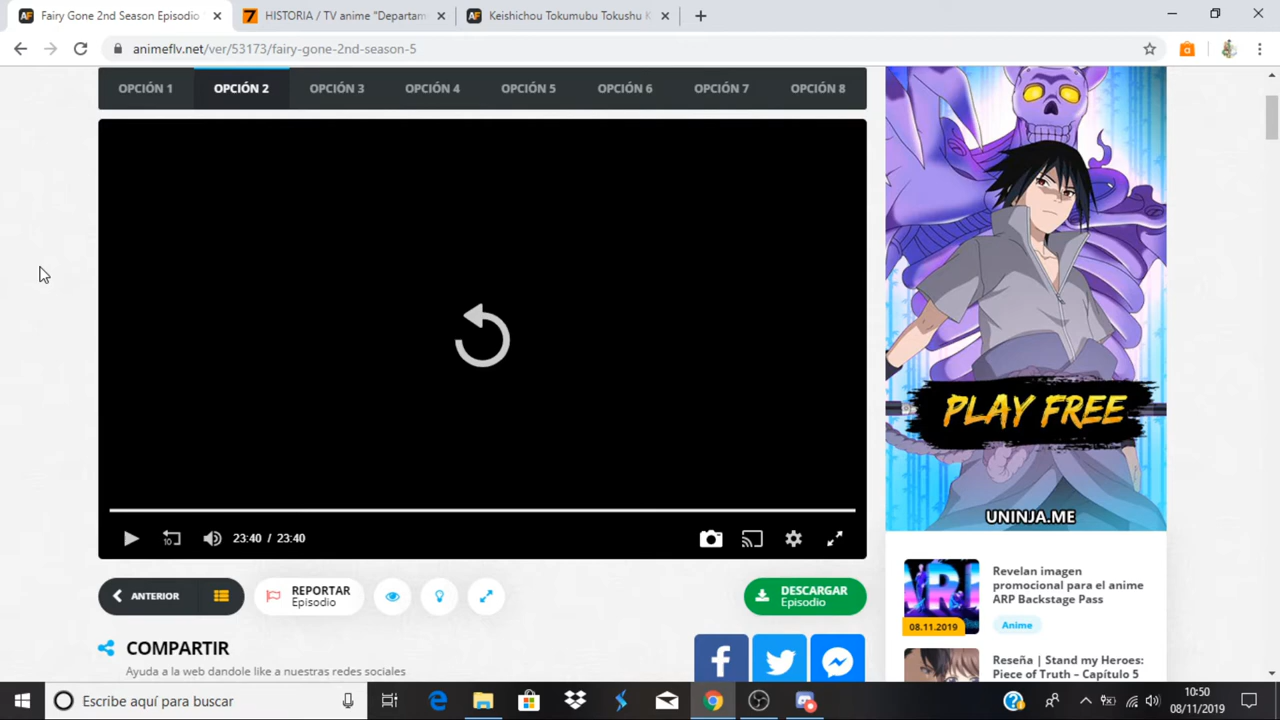 Fairy Gone 2nd Season Episodio
HISTORIA / TV anime "Departam
Keishichou Tokumubu Tokushu K
animeflv.net/ver/53173/fairy-gone-2nd-season-5
OPCIÓN 1
OPCIÓN 2
OPCIÓN 3
OPCIÓN 4
OPCIÓN 5
OPCIÓN 6
OPCIÓN 7
OPCIÓN 8
10
23:40 / 23:40
PLAY FREE
UNINJA.ME
ANTERIOR
REPORTAR
Episodio
DESCARGAR
Episodio
COMPARTIR
Ayuda a la web dandole like a nuestras redes sociales
ARP
08.11.2019
Revelan imagen
promocional para el anime
ARP Backstage Pass
Anime
Reseña | Stand my Heroes:
Piece of Truth – Capítulo 5
Escribe aquí para buscar
10:50
08/11/2019